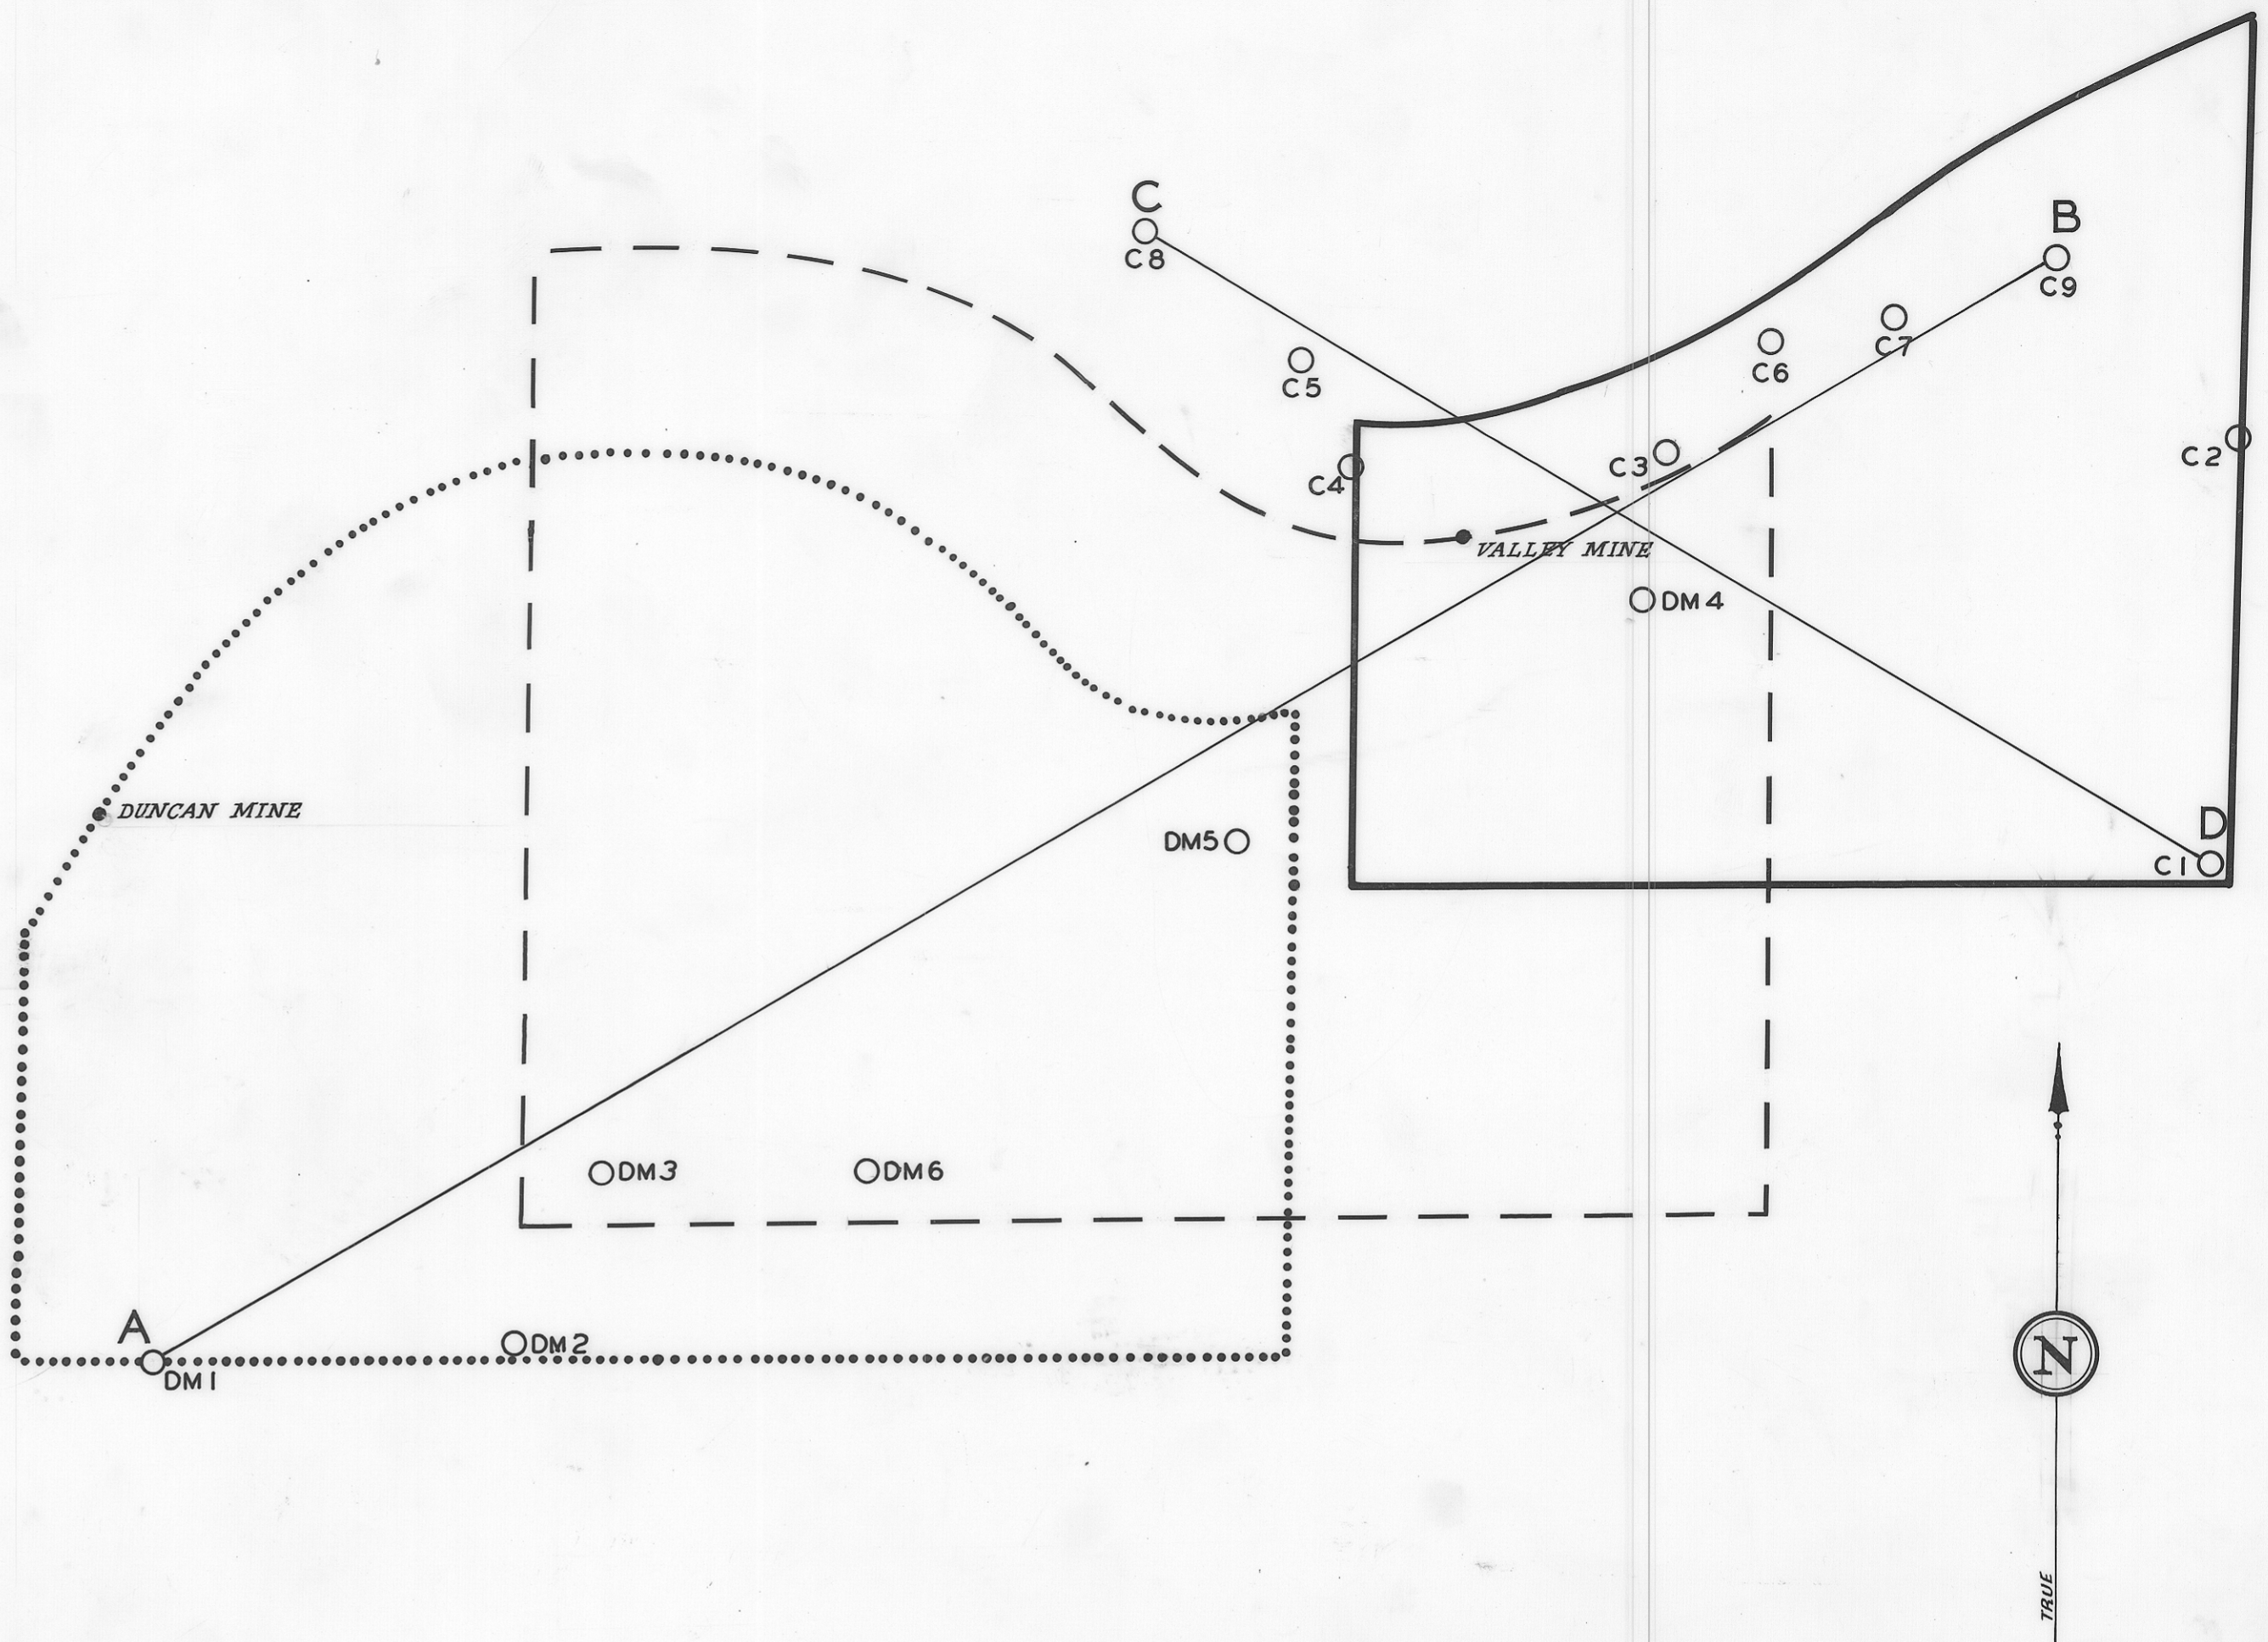 C
C8
B
C9
C7
C6
C5
C3
C4
C2
VALLEY MINE
DM4
DUNCAN MINE
D
C1
DM5
DM3
DM6
A
DM1
DM2
N
TRUE